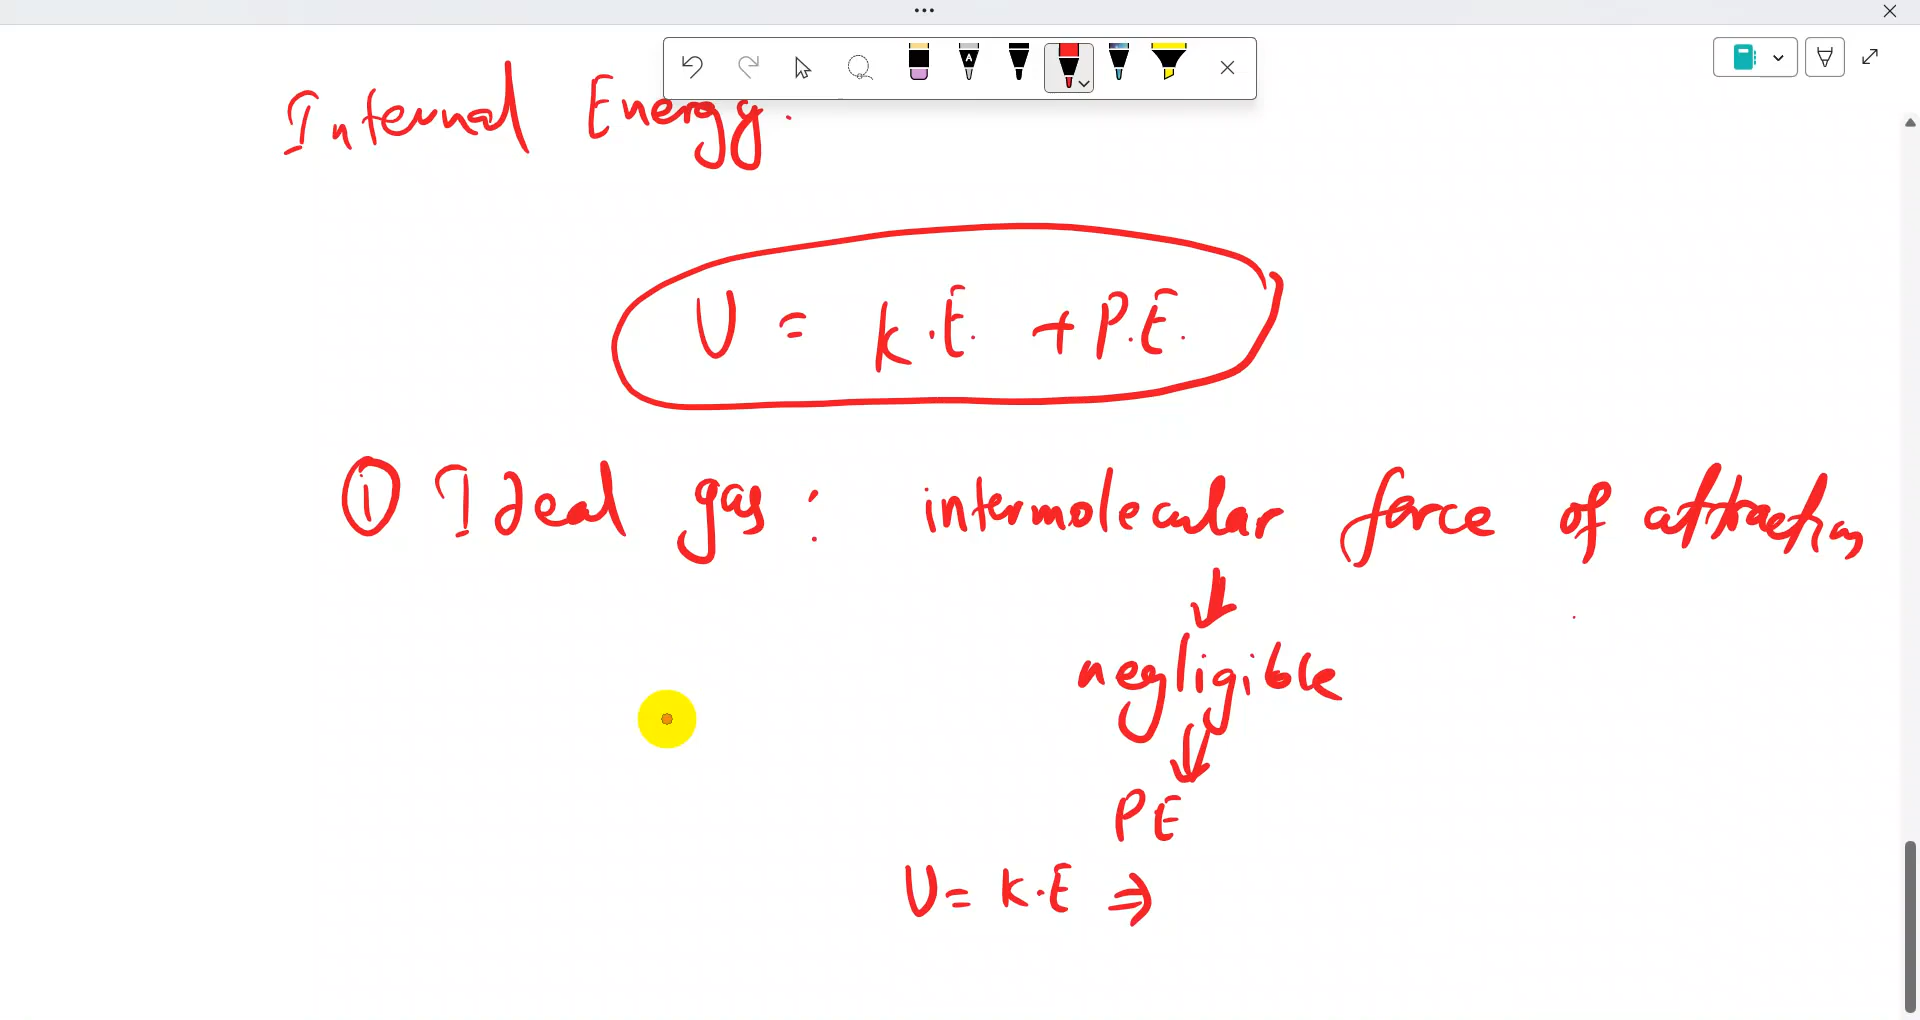 Internal Energy.
U = K.E. + P.E.
① Ideal gas : intermolecular force of attraction
↓
negligible
⇓
PE
U = K.E ⇒